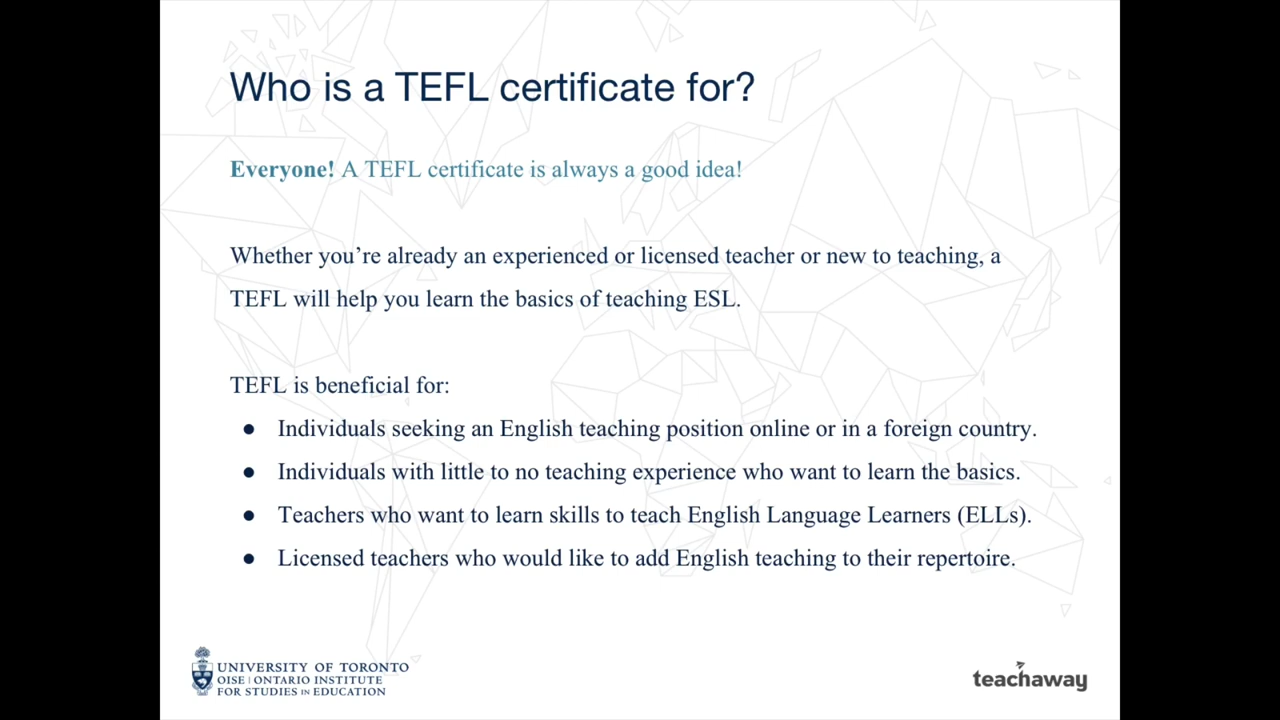 Who is a TEFL certificate for?
Everyone! A TEFL certificate is always a good idea!
Whether you’re already an experienced or licensed teacher or new to teaching, a
TEFL will help you learn the basics of teaching ESL.
TEFL is beneficial for:
● Individuals seeking an English teaching position online or in a foreign country.
● Individuals with little to no teaching experience who want to learn the basics.
● Teachers who want to learn skills to teach English Language Learners (ELLs).
● Licensed teachers who would like to add English teaching to their repertoire.
UNIVERSITY OF TORONTO
OISE | ONTARIO INSTITUTE
FOR STUDIES IN EDUCATION
teachaway